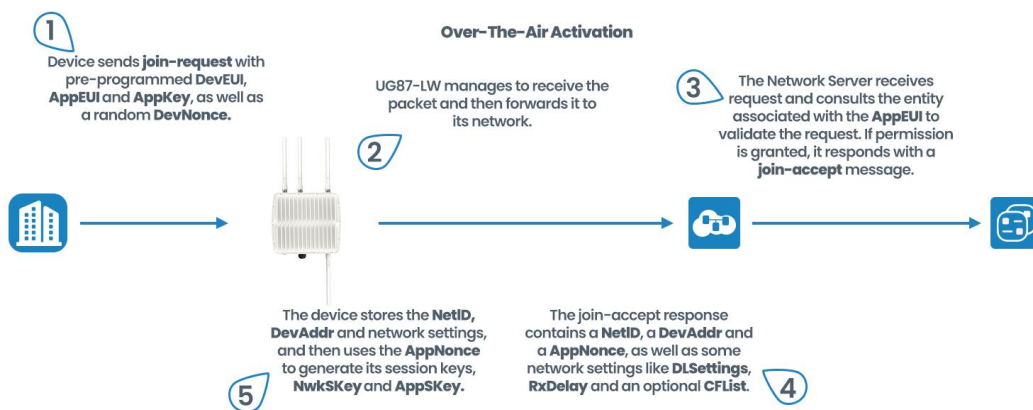 Over-The-Air Activation
1
Device sends join-request with
pre-programmed DevEUI,
AppEUI and AppKey, as well as
a random DevNonce.
UG87-LW manages to receive the
packet and then forwards it to
its network.
2
3
The Network Server receives
request and consults the entity
associated with the AppEUI to
validate the request. If permission
is granted, it responds with a
join-accept message.
The join-accept response
contains a NetID, a DevAddr and
a AppNonce, as well as some
network settings like DLSettings,
RxDelay and an optional CFList.
4
The device stores the NetID,
DevAddr and network settings,
and then uses the AppNonce
to generate its session keys,
NwkSKey and AppSKey.
5